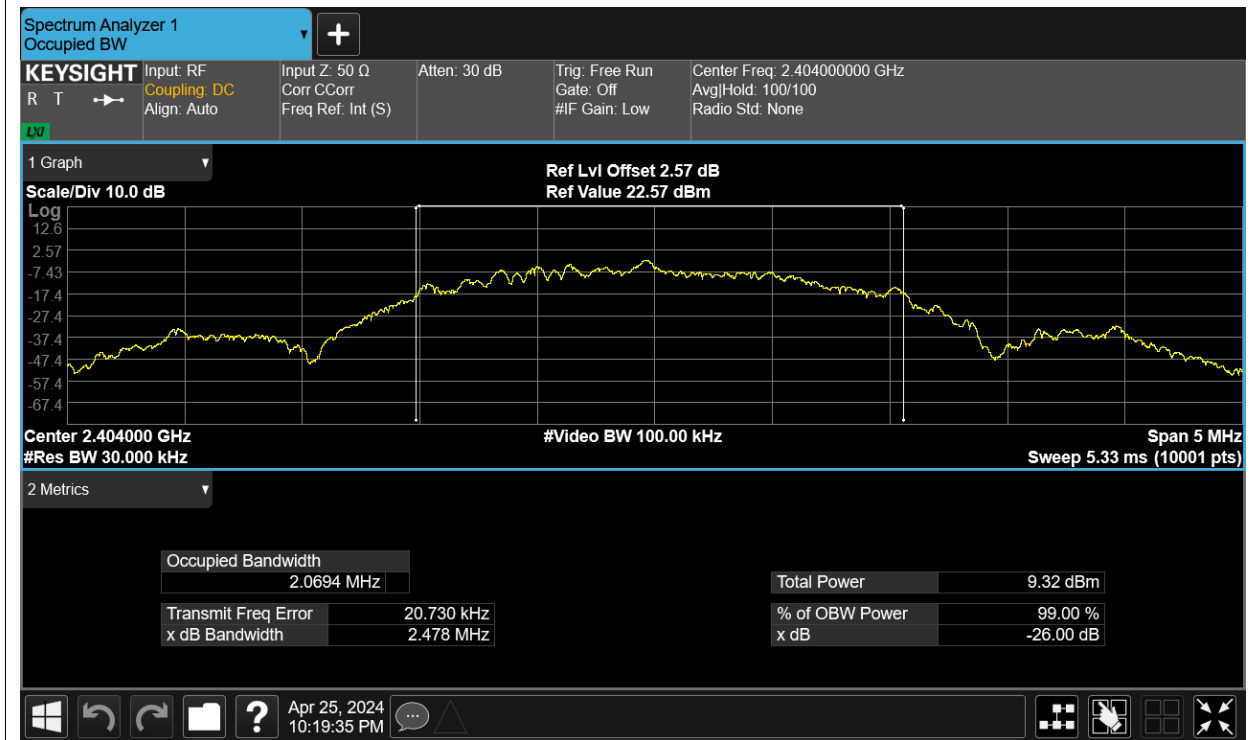 Spectrum Analyzer 1
Occupied BW
+
KEYSIGHT
R T
LXI
Input: RF
Coupling: DC
Align: Auto
Input Z: 50 Ω
Corr CCorr
Freq Ref: Int (S)
Atten: 30 dB
Trig: Free Run
Gate: Off
#IF Gain: Low
Center Freq: 2.404000000 GHz
Avg|Hold: 100/100
Radio Std: None
1 Graph
Scale/Div 10.0 dB
Ref Lvl Offset 2.57 dB
Ref Value 22.57 dBm
Log
12.6
2.57
-7.43
-17.4
-27.4
-37.4
-47.4
-57.4
-67.4
Center 2.404000 GHz
#Res BW 30.000 kHz
#Video BW 100.00 kHz
Span 5 MHz
Sweep 5.33 ms (10001 pts)
2 Metrics
Occupied Bandwidth
2.0694 MHz
Transmit Freq Error 20.730 kHz
x dB Bandwidth 2.478 MHz
Total Power 9.32 dBm
% of OBW Power 99.00 %
x dB -26.00 dB
?
Apr 25, 2024
10:19:35 PM